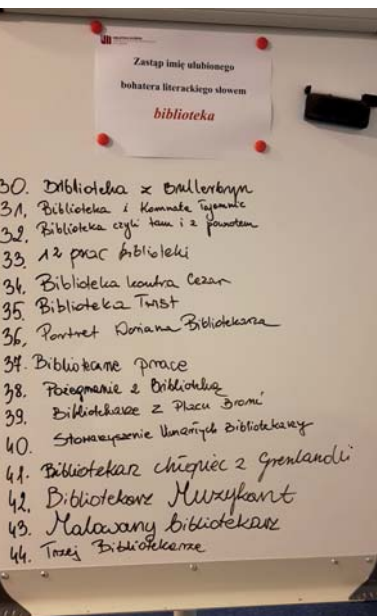 Zastąp imię ulubionego
bohatera literackiego słowem
biblioteka
30. Biblioteka z Bullerbyn
31. Biblioteka i Komnata Tajemnic
32. Biblioteka czyli tam i z powrotem
33. 12 prac biblioteki
34. Biblioteka kontra Cezar
35. Biblioteka Twist
36. Portret Doriana Bibliotekarza
37. Bibliotekarze prace
38. Pożegnanie z Biblioteką
39. Bibliotekarze z Placu Broni
40. Stowarzyszenie Umarłych Bibliotekarzy
41. Bibliotekarz chłopiec z Grenlandii
42. Bibliotekarz Muzykant
43. Malowany bibliotekarz
44. Trzej Bibliotekarze